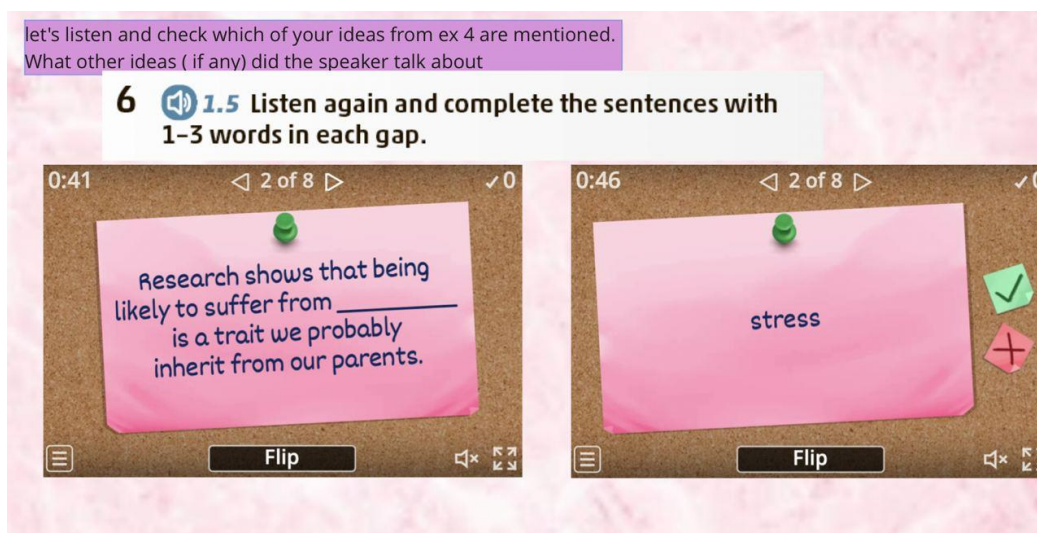 let's listen and check which of your ideas from ex 4 are mentioned.
What other ideas ( if any) did the speaker talk about
6 1.5 Listen again and complete the sentences with
1–3 words in each gap.
0:41 2 of 8 ✓0
Research shows that being
likely to suffer from ___________
is a trait we probably
inherit from our parents.
Flip
0:46 2 of 8 ✓0
stress
Flip